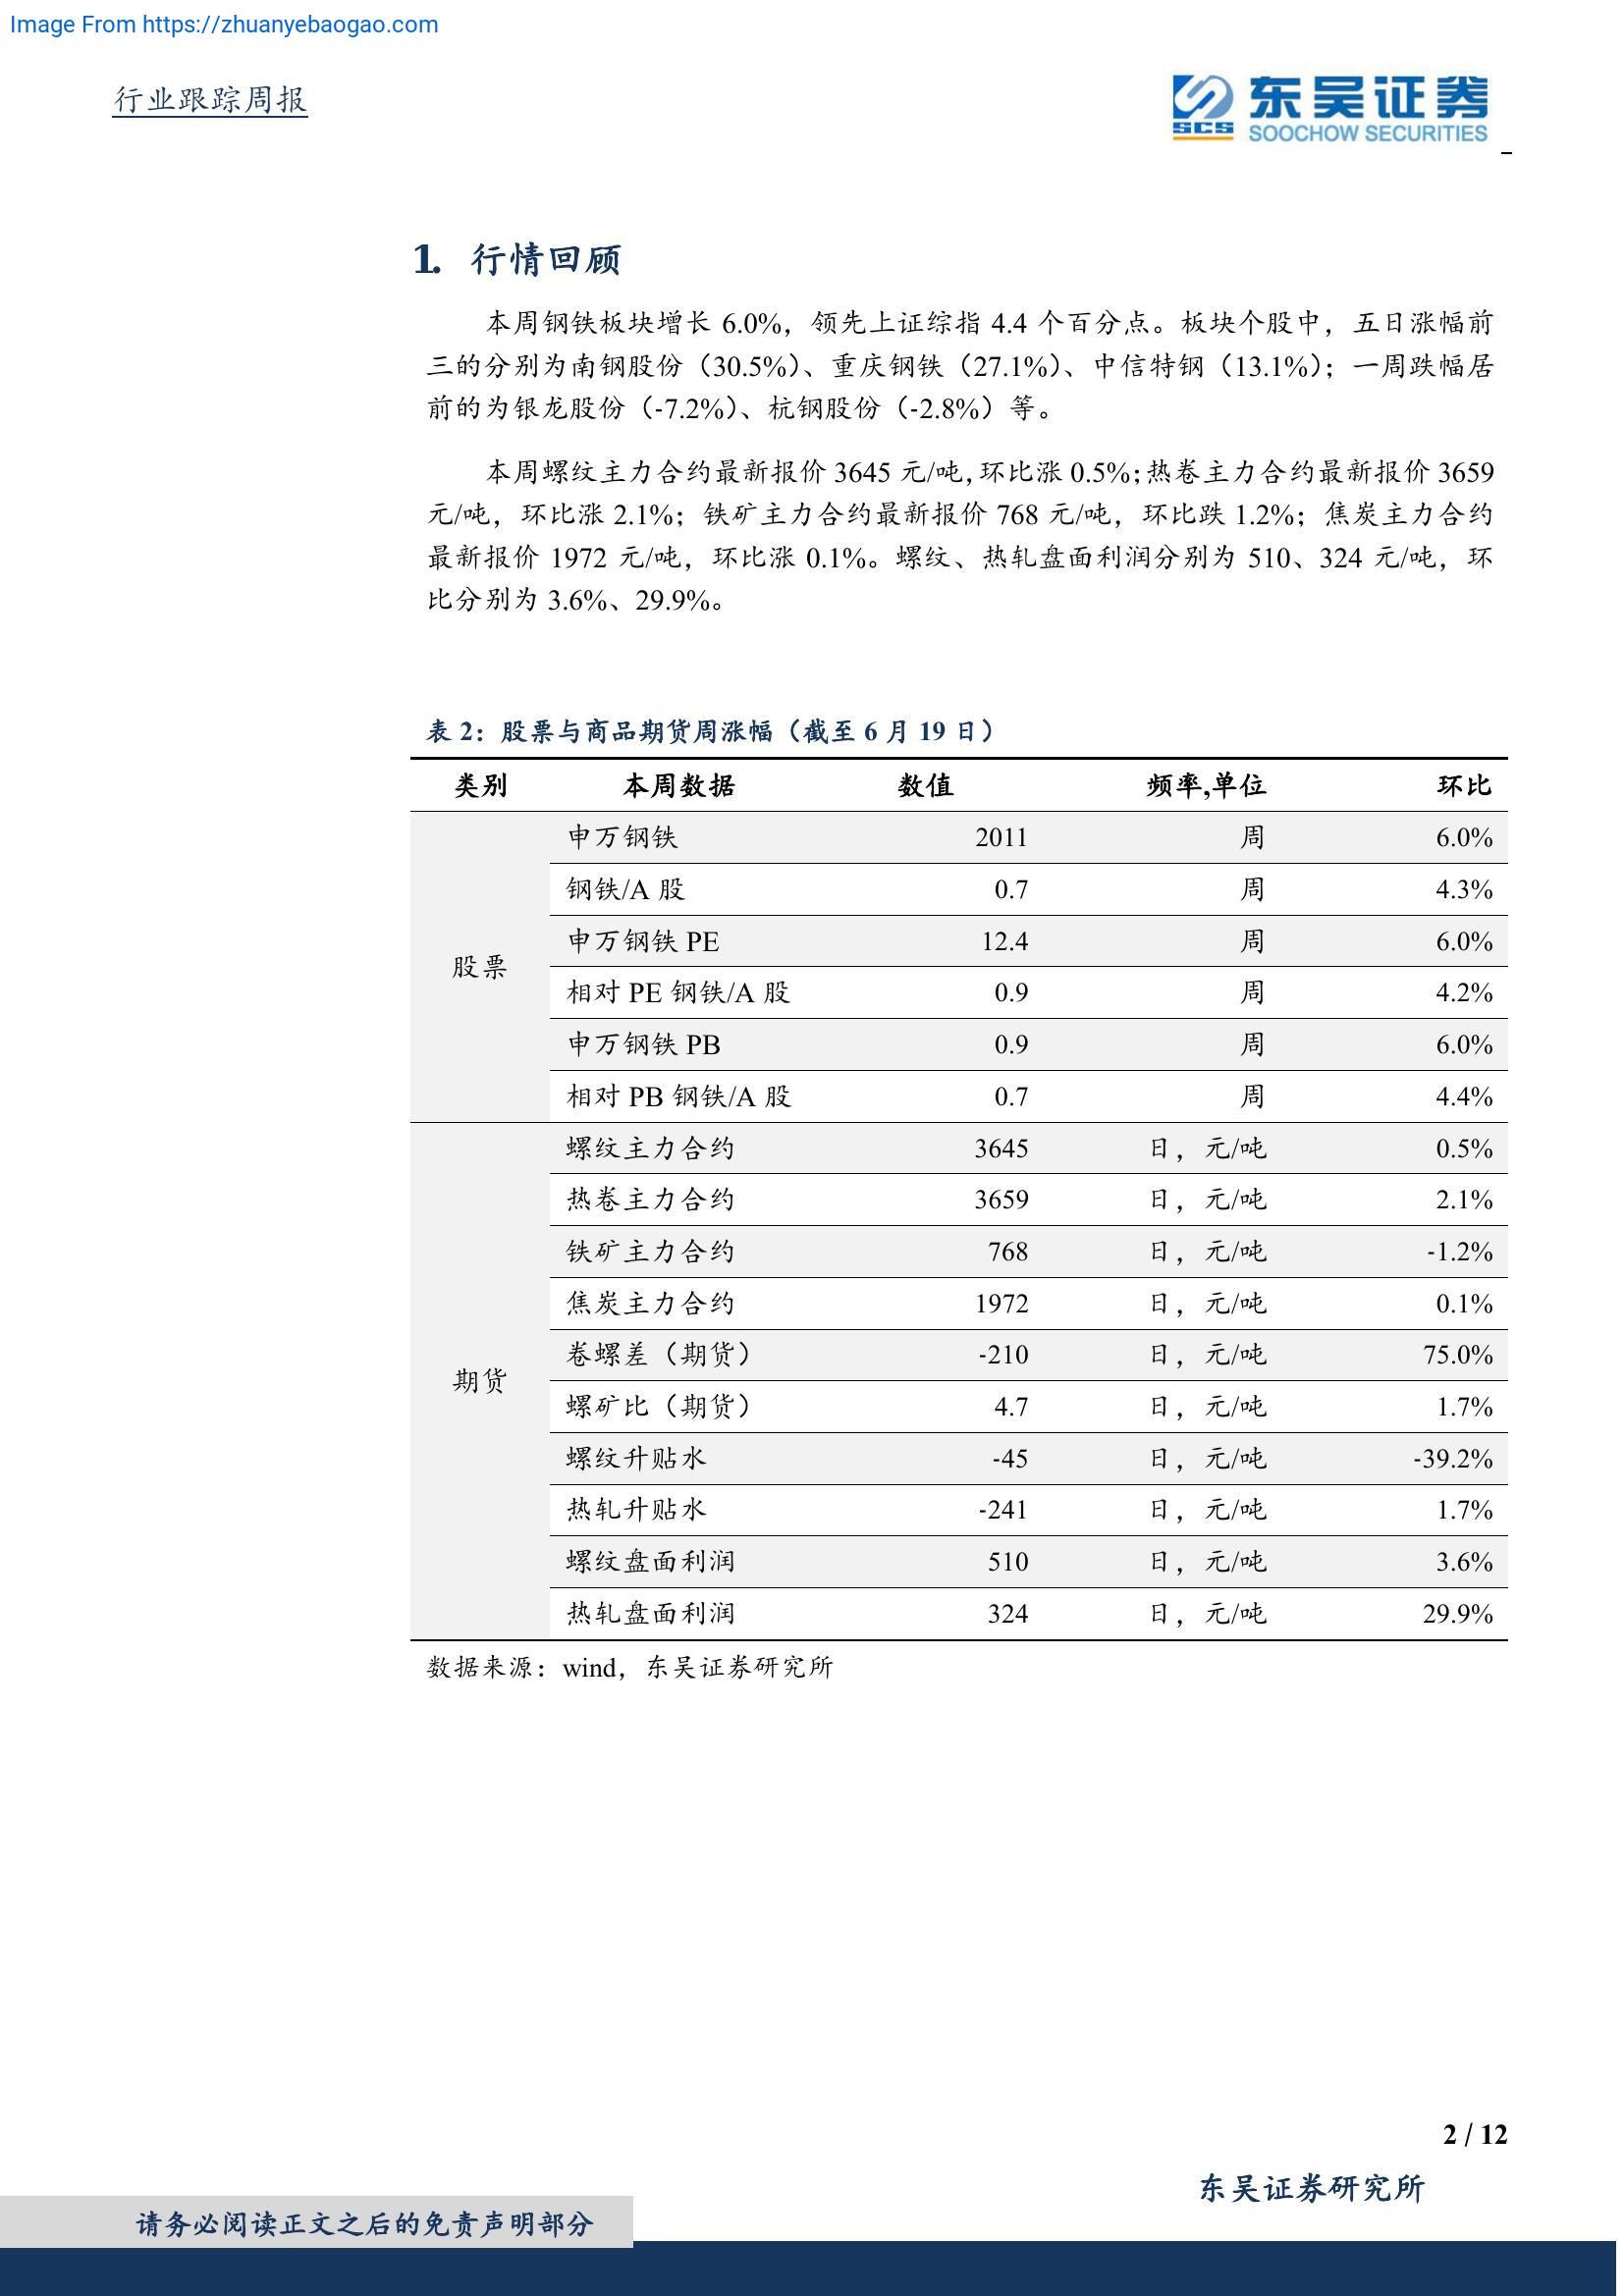 Image From https://zhuanyebaogao.com
行业跟踪周报
东吴证券
SCS
SOOCHOW SECURITIES
1. 行情回顾
本周钢铁板块增长 6.0%，领先上证综指 4.4 个百分点。板块个股中，五日涨幅前
三的分别为南钢股份（30.5%）、重庆钢铁（27.1%）、中信特钢（13.1%）；一周跌幅居
前的为银龙股份（-7.2%）、杭钢股份（-2.8%）等。
本周螺纹主力合约最新报价 3645 元/吨，环比涨 0.5%；热卷主力合约最新报价 3659
元/吨，环比涨 2.1%；铁矿主力合约最新报价 768 元/吨，环比跌 1.2%；焦炭主力合约
最新报价 1972 元/吨，环比涨 0.1%。螺纹、热轧盘面利润分别为 510、324 元/吨，环
比分别为 3.6%、29.9%。
表 2：股票与商品期货周涨幅（截至 6 月 19 日）
类别 本周数据 数值 频率,单位 环比
申万钢铁 2011 周 6.0%
钢铁/A 股 0.7 周 4.3%
申万钢铁 PE 12.4 周 6.0%
股票
相对 PE 钢铁/A 股 0.9 周 4.2%
申万钢铁 PB 0.9 周 6.0%
相对 PB 钢铁/A 股 0.7 周 4.4%
螺纹主力合约 3645 日，元/吨 0.5%
热卷主力合约 3659 日，元/吨 2.1%
铁矿主力合约 768 日，元/吨 -1.2%
焦炭主力合约 1972 日，元/吨 0.1%
卷螺差（期货） -210 日，元/吨 75.0%
期货
螺矿比（期货） 4.7 日，元/吨 1.7%
螺纹升贴水 -45 日，元/吨 -39.2%
热轧升贴水 -241 日，元/吨 1.7%
螺纹盘面利润 510 日，元/吨 3.6%
热轧盘面利润 324 日，元/吨 29.9%
数据来源：wind，东吴证券研究所
2 / 12
东吴证券研究所
请务必阅读正文之后的免责声明部分